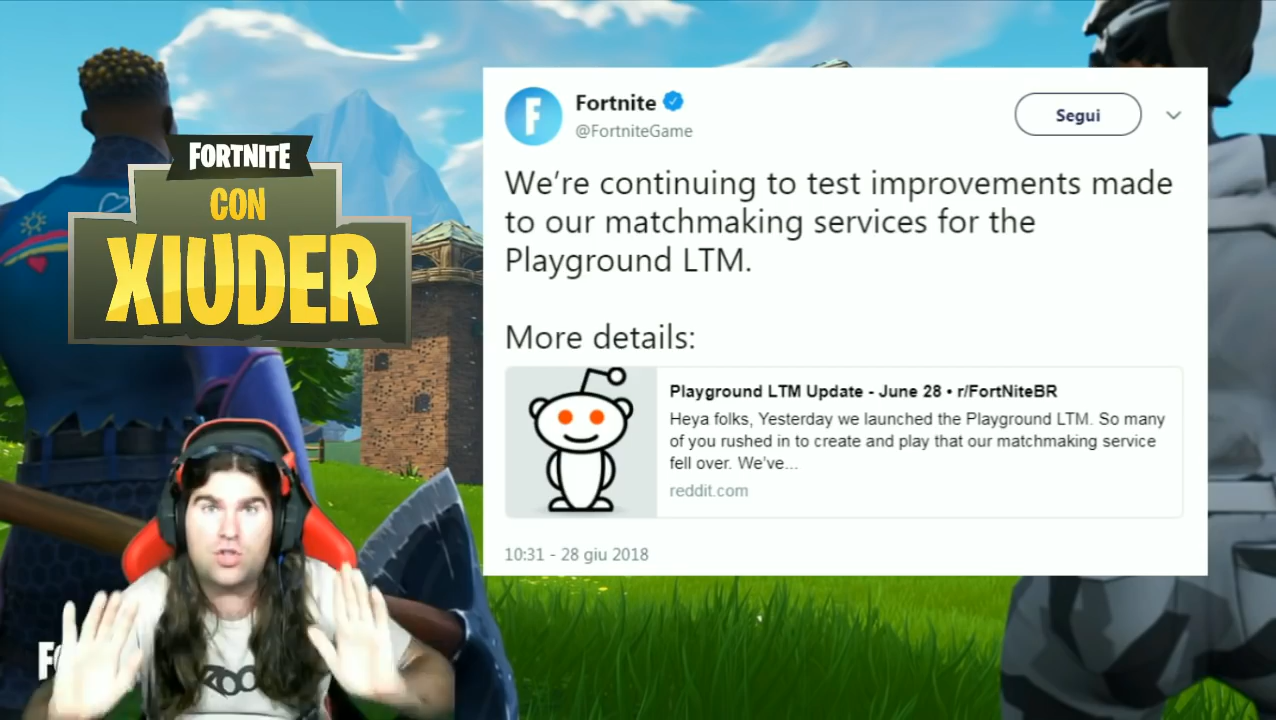 FORTNITE
CON
XIUDER
Fortnite
@FortniteGame
Segui
We’re continuing to test improvements made
to our matchmaking services for the
Playground LTM.
More details:
Playground LTM Update - June 28 • r/FortNiteBR
Heya folks, Yesterday we launched the Playground LTM. So many
of you rushed in to create and play that our matchmaking service
fell over. We’ve...
reddit.com
10:31 - 28 giu 2018